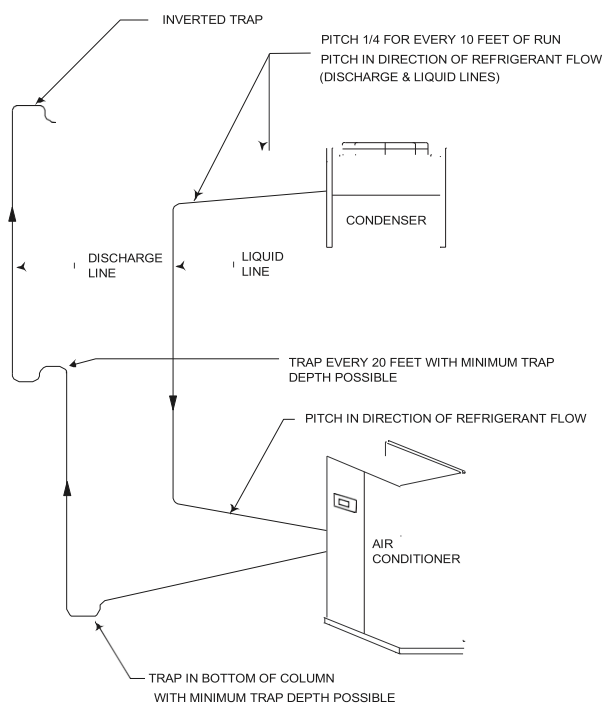 INVERTED TRAP
PITCH 1/4 FOR EVERY 10 FEET OF RUN
PITCH IN DIRECTION OF REFRIGERANT FLOW
(DISCHARGE & LIQUID LINES)
CONDENSER
DISCHARGE
LINE
LIQUID
LINE
TRAP EVERY 20 FEET WITH MINIMUM TRAP
DEPTH POSSIBLE
PITCH IN DIRECTION OF REFRIGERANT FLOW
AIR
CONDITIONER
TRAP IN BOTTOM OF COLUMN
WITH MINIMUM TRAP DEPTH POSSIBLE